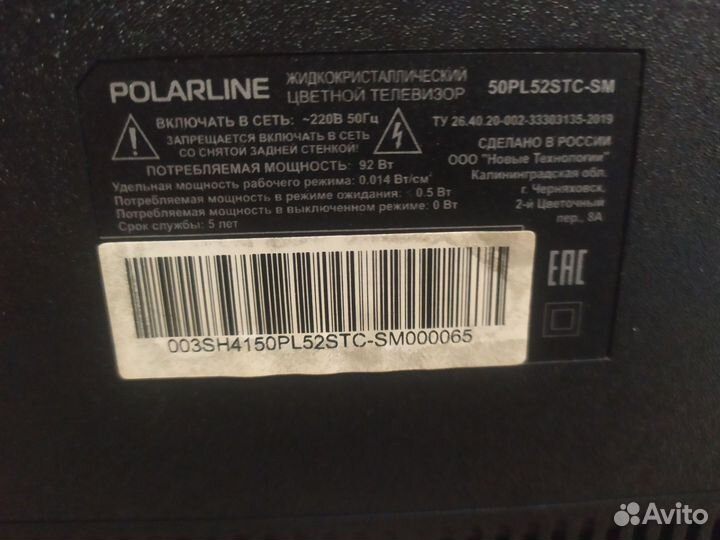 POLARLINE
ЖИДКОКРИСТАЛЛИЧЕСКИЙ
ЦВЕТНОЙ ТЕЛЕВИЗОР
50PL52STC-SM
ВКЛЮЧАТЬ В СЕТЬ: ~220В 50Гц
ЗАПРЕЩАЕТСЯ ВКЛЮЧАТЬ В СЕТЬ
СО СНЯТОЙ ЗАДНЕЙ СТЕНКОЙ!
ПОТРЕБЛЯЕМАЯ МОЩНОСТЬ: 92 Вт
Удельная мощность рабочего режима: 0.014 Вт/см²
Потребляемая мощность в режиме ожидания: < 0.5 Вт
Потребляемая мощность в выключенном режиме: 0 Вт
Срок службы: 5 лет
ТУ 26.40.20-002-33303135-2019
СДЕЛАНО В РОССИИ
ООО "Новые Технологии"
Калининградская обл.
г. Черняховск,
2-й Цветочный
пер., 8А
EAC
003SH4150PL52STC-SM000065
Avito